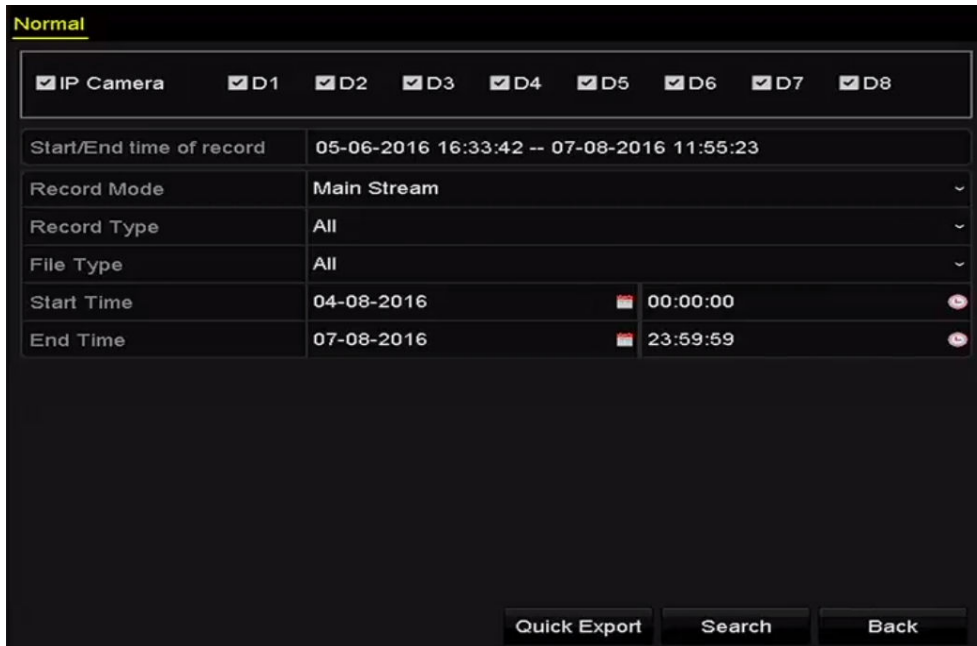 Normal
IP Camera D1 D2 D3 D4 D5 D6 D7 D8
Start/End time of record 05-06-2016 16:33:42 -- 07-08-2016 11:55:23
Record Mode Main Stream
Record Type All
File Type All
Start Time 04-08-2016 00:00:00
End Time 07-08-2016 23:59:59
Quick Export Search Back